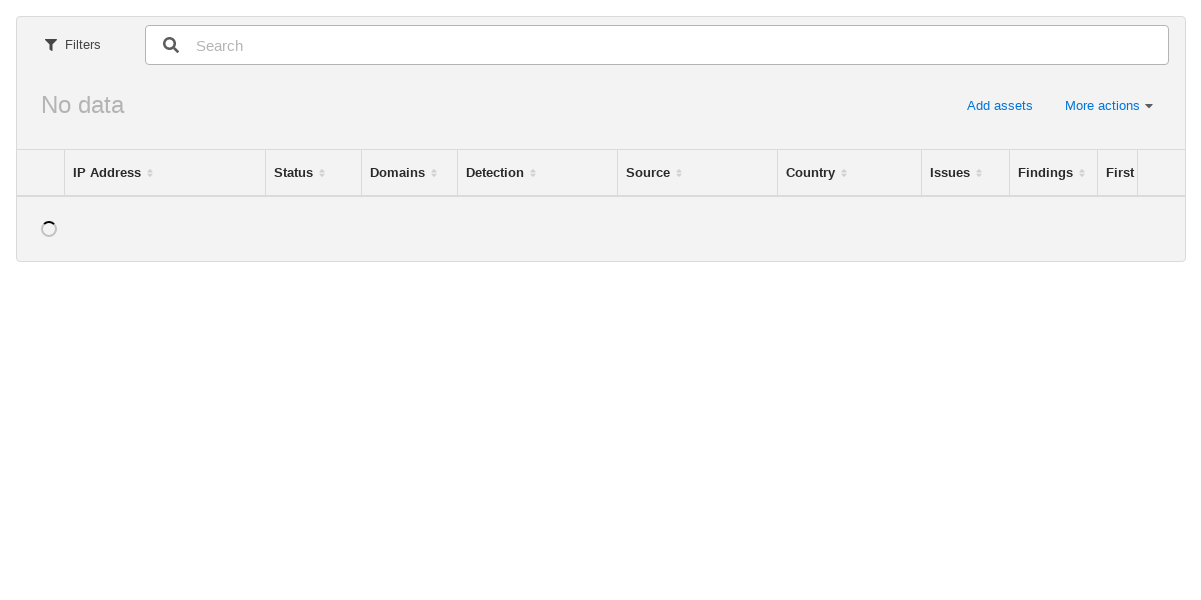 Filters
Search
No data
Add assets
More actions
IP Address Status Domains Detection Source Country Issues Findings First